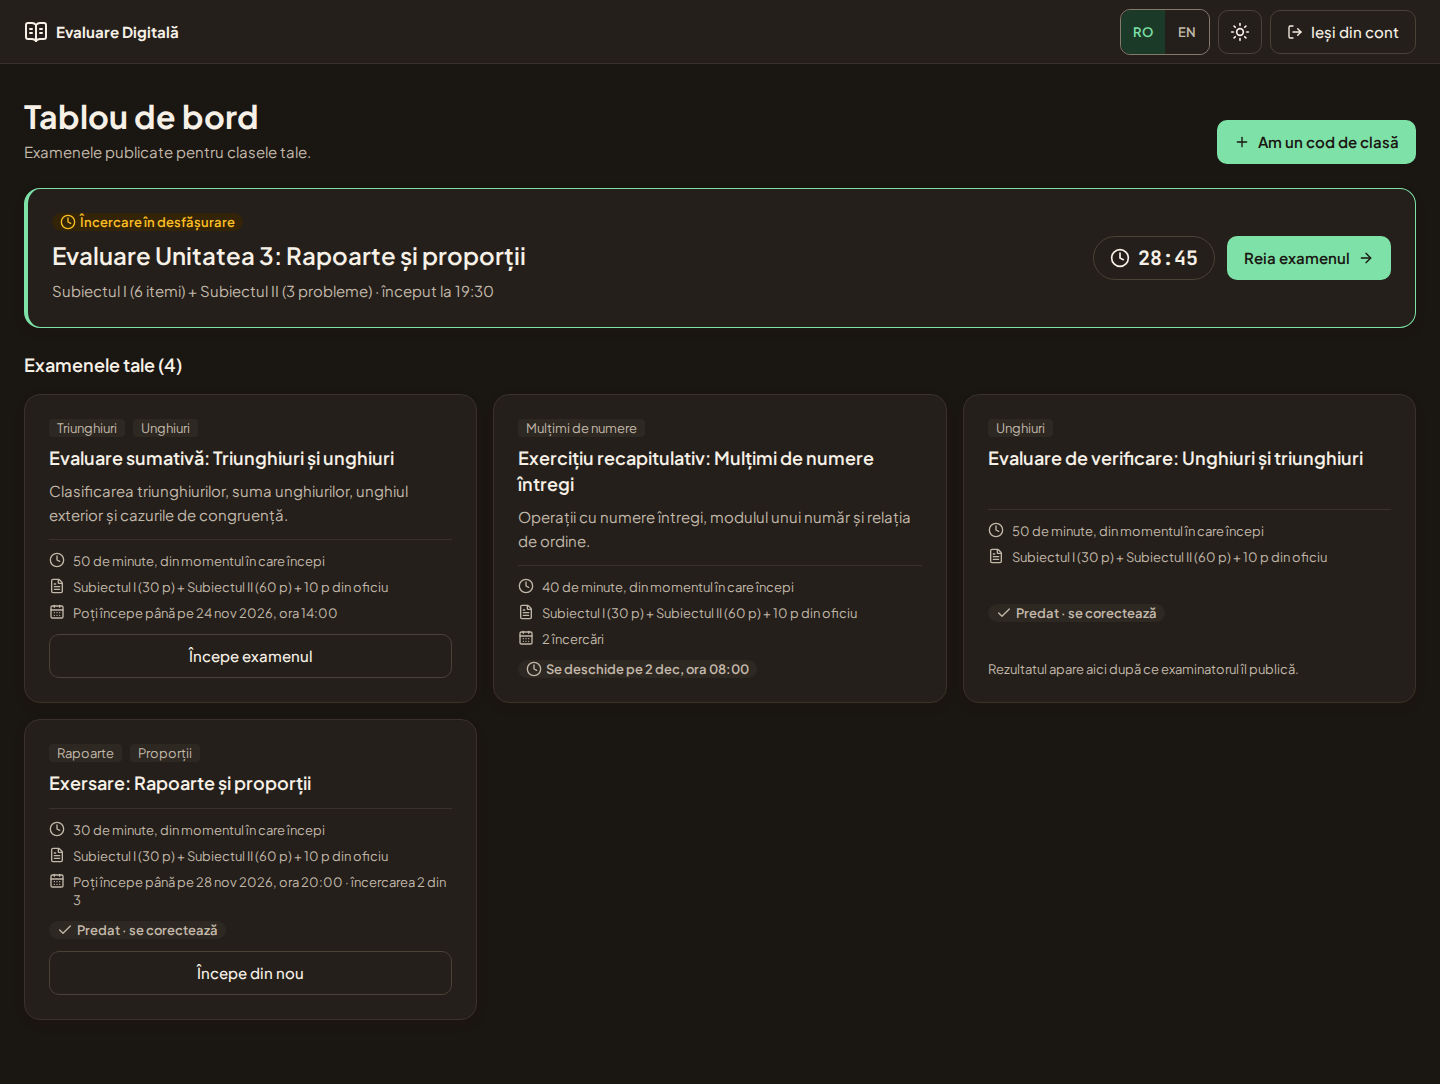 Evaluare Digitală
RO EN
Ieși din cont
Tablou de bord
Examenele publicate pentru clasele tale.
Am un cod de clasă
Încercare în desfășurare
Evaluare Unitatea 3: Rapoarte și proporții
Subiectul I (6 itemi) + Subiectul II (3 probleme) · început la 19:30
28:45
Reia examenul
Examenele tale (4)
Triunghiuri Unghiuri
Evaluare sumativă: Triunghiuri și unghiuri
Clasificarea triunghiurilor, suma unghiurilor, unghiul
exterior și cazurile de congruență.
50 de minute, din momentul în care începi
Subiectul I (30 p) + Subiectul II (60 p) + 10 p din oficiu
Poți începe până pe 24 nov 2026, ora 14:00
Începe examenul
Mulțimi de numere
Exercițiu recapitulativ: Mulțimi de numere
întregi
Operații cu numere întregi, modulul unui număr și relația
de ordine.
40 de minute, din momentul în care începi
Subiectul I (30 p) + Subiectul II (60 p) + 10 p din oficiu
2 încercări
Se deschide pe 2 dec, ora 08:00
Unghiuri
Evaluare de verificare: Unghiuri și triunghiuri
50 de minute, din momentul în care începi
Subiectul I (30 p) + Subiectul II (60 p) + 10 p din oficiu
Predat · se corectează
Rezultatul apare aici după ce examinatorul îl publică.
Rapoarte Proporții
Exersare: Rapoarte și proporții
30 de minute, din momentul în care începi
Subiectul I (30 p) + Subiectul II (60 p) + 10 p din oficiu
Poți începe până pe 28 nov 2026, ora 20:00 · încercarea 2 din
3
Predat · se corectează
Începe din nou